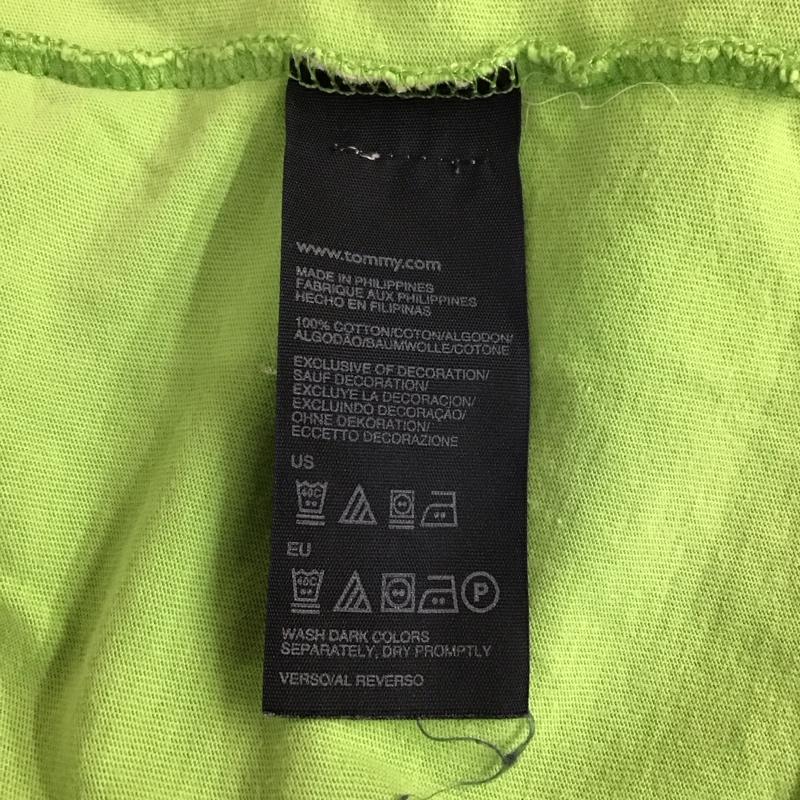 www.tommy.com
MADE IN PHILIPPINES
FABRIQUE AUX PHILIPPINES
HECHO EN FILIPINAS
100% COTTON/COTON/ALGODON/
ALGODÃO/BAUMWOLLE/COTONE
EXCLUSIVE OF DECORATION/
SAUF DECORATION/
EXCLUYE LA DECORACION/
EXCLUINDO DECORAÇÃO/
OHNE DEKORATION/
ECCETTO DECORAZIONE
US
40C
EU
40C P
WASH DARK COLORS
SEPARATELY, DRY PROMPTLY
VERSO/AL REVERSO